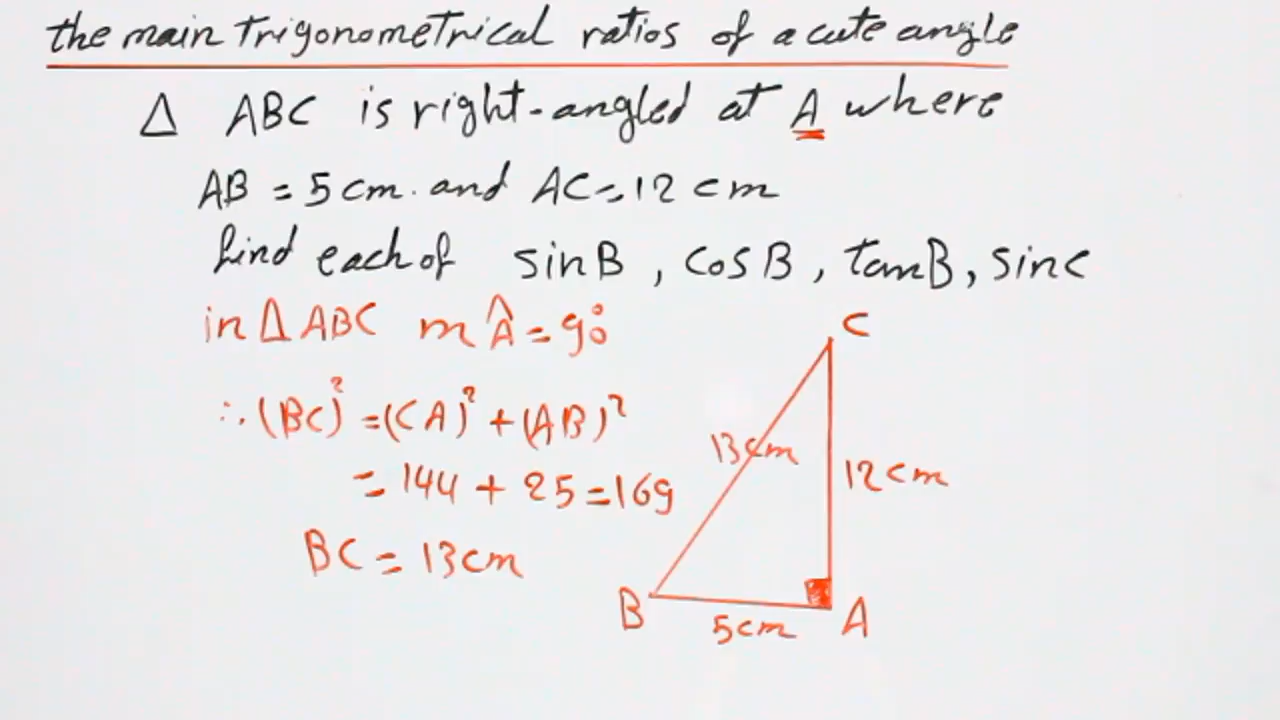 the main Trigonometrical ratios of acute angle
Δ ABC is right-angled at A where
AB = 5 cm. and AC = 12 cm
find each of sin B , cos B , tan B , sin C
in Δ ABC m Â = 90°
∴ (BC)² = (CA)² + (AB)²
= 144 + 25 = 169
BC = 13 cm
C
13 cm
12 cm
B
A
5 cm